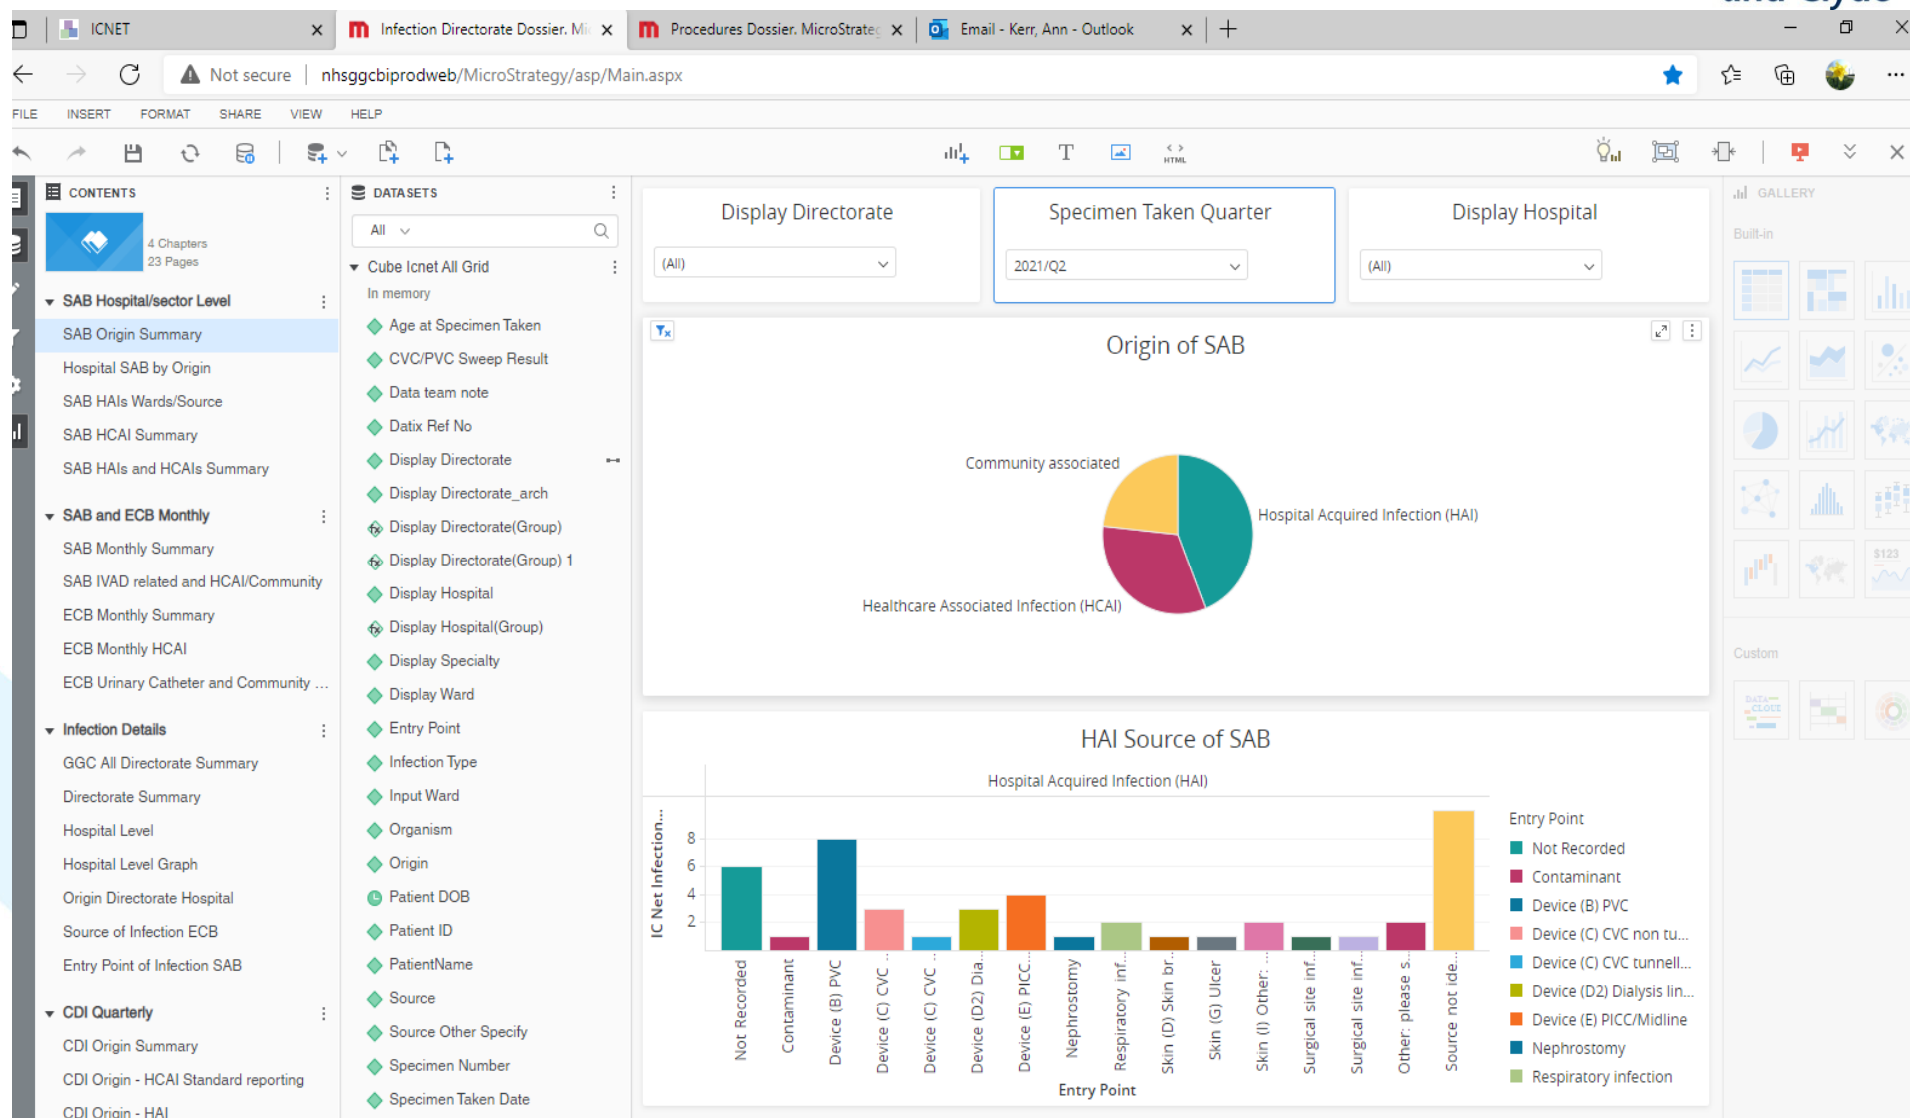 and Clyde
ICNET
Infection Directorate Dossier. Mi
Procedures Dossier. MicroStrateg
Email - Kerr, Ann - Outlook
Not secure
nhsggcbiprodweb/MicroStrategy/asp/Main.aspx
FILE INSERT FORMAT SHARE VIEW HELP
T
HTML
CONTENTS
4 Chapters
23 Pages
SAB Hospital/sector Level
SAB Origin Summary
Hospital SAB by Origin
SAB HAIs Wards/Source
SAB HCAI Summary
SAB HAIs and HCAIs Summary
SAB and ECB Monthly
SAB Monthly Summary
SAB IVAD related and HCAI/Community
ECB Monthly Summary
ECB Monthly HCAI
ECB Urinary Catheter and Community ...
Infection Details
GGC All Directorate Summary
Directorate Summary
Hospital Level
Hospital Level Graph
Origin Directorate Hospital
Source of Infection ECB
Entry Point of Infection SAB
CDI Quarterly
CDI Origin Summary
CDI Origin - HCAI Standard reporting
CDI Origin - HAI
DATASETS
All
Cube Icnet All Grid
In memory
Age at Specimen Taken
CVC/PVC Sweep Result
Data team note
Datix Ref No
Display Directorate
Display Directorate_arch
Display Directorate(Group)
Display Directorate(Group) 1
Display Hospital
Display Hospital(Group)
Display Specialty
Display Ward
Entry Point
Infection Type
Input Ward
Organism
Origin
Patient DOB
Patient ID
PatientName
Source
Source Other Specify
Specimen Number
Specimen Taken Date
Display Directorate
(All)
Specimen Taken Quarter
2021/Q2
Display Hospital
(All)
Origin of SAB
Community associated
Hospital Acquired Infection (HAI)
Healthcare Associated Infection (HCAI)
HAI Source of SAB
Hospital Acquired Infection (HAI)
IC Net Infection...
8
6
4
2
Not Recorded
Contaminant
Device (B) PVC
Device (C) CVC ...
Device (C) CVC ...
Device (D2) Dia...
Device (E) PICC...
Nephrostomy
Respiratory inf...
Skin (D) Skin br...
Skin (G) Ulcer
Skin (I) Other: ...
Surgical site inf...
Surgical site inf...
Other: please s...
Source not ide...
Entry Point
Entry Point
Not Recorded
Contaminant
Device (B) PVC
Device (C) CVC non tu...
Device (C) CVC tunnell...
Device (D2) Dialysis lin...
Device (E) PICC/Midline
Nephrostomy
Respiratory infection
GALLERY
Built-in
$123
Custom
DATA
CLOUD